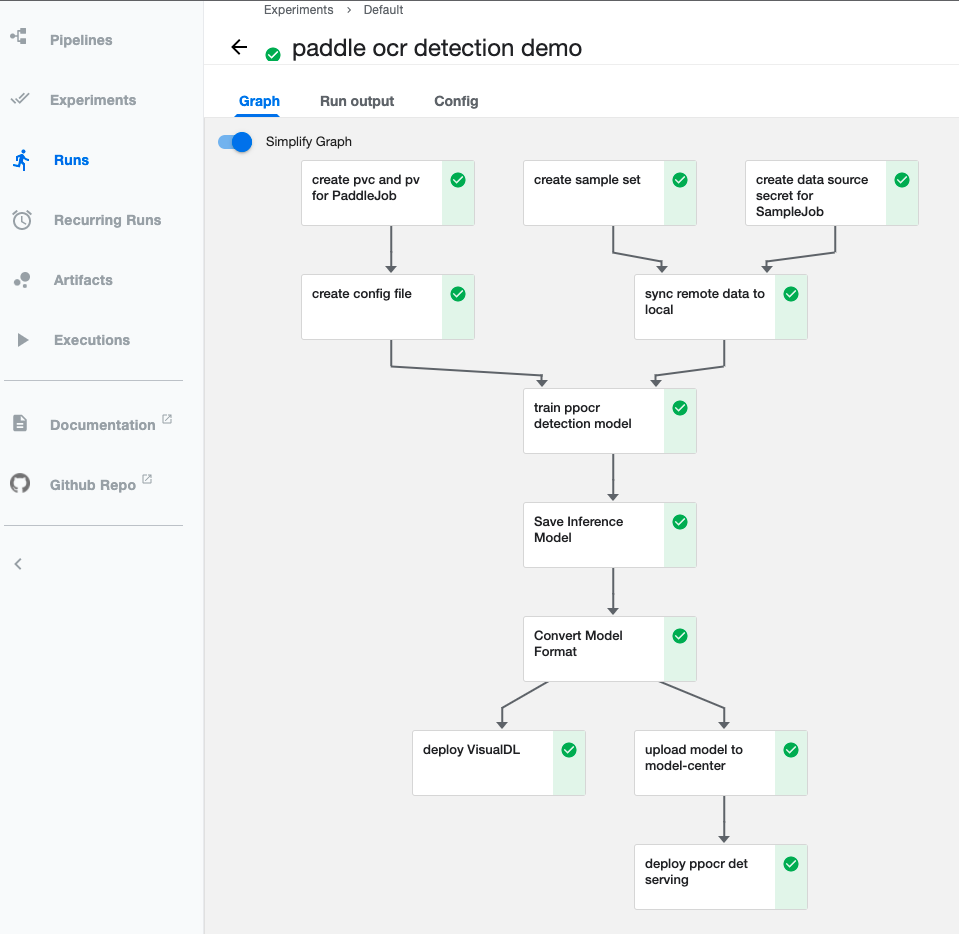 Pipelines
Experiments
Runs
Recurring Runs
Artifacts
Executions
Documentation
Github Repo
Experiments > Default
paddle ocr detection demo
Graph
Run output
Config
Simplify Graph
create pvc and pv
for PaddleJob
create sample set
create data source
secret for
SampleJob
create config file
sync remote data to
local
train ppocr
detection model
Save Inference
Model
Convert Model
Format
deploy VisualDL
upload model to
model-center
deploy ppocr det
serving